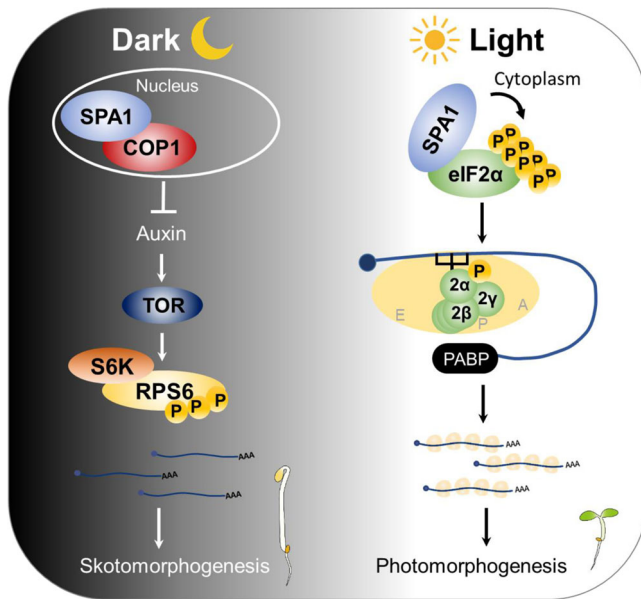 Dark
Nucleus
SPA1
COP1
Auxin
TOR
S6K
RPS6
P P P
AAA
AAA
AAA
Skotomorphogenesis
Light
Cytoplasm
SPA1
eIF2α
P P
P P
P P
P P
P
2α
2γ
2β
E
P
A
PABP
AAA
AAA
AAA
Photomorphogenesis